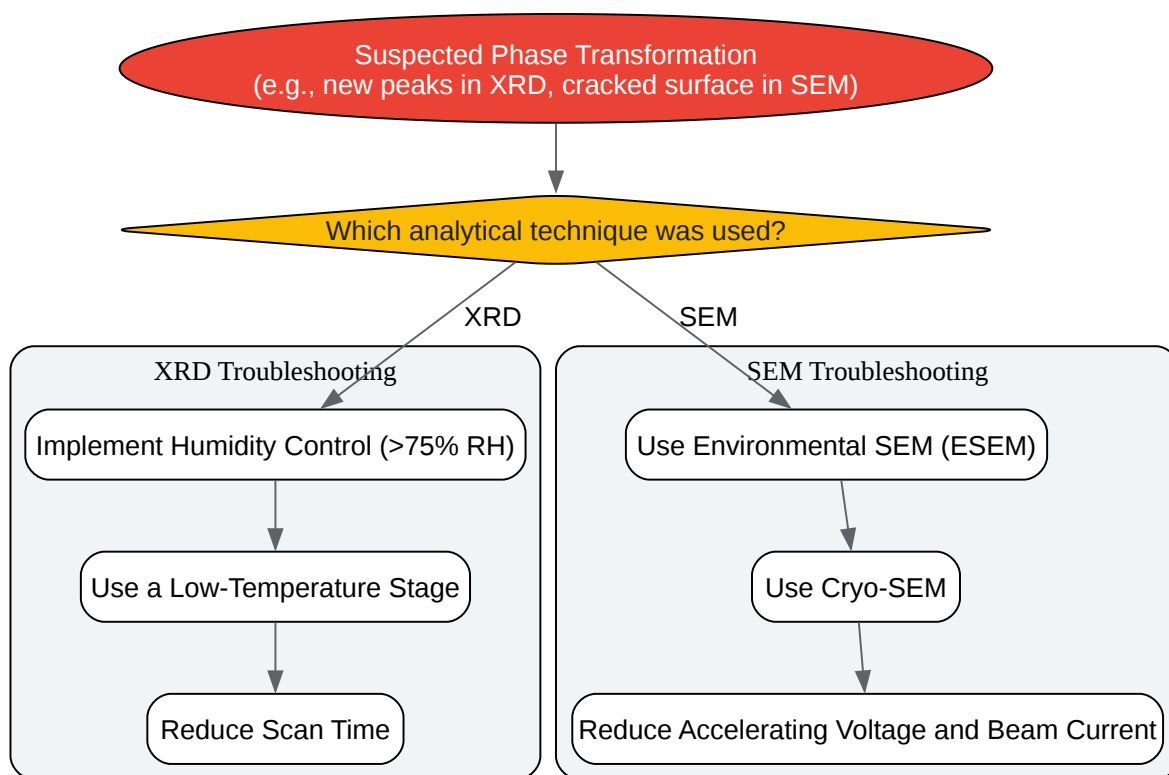 Suspected Phase Transformation
(e.g., new peaks in XRD, cracked surface in SEM)
Which analytical technique was used?
XRD
SEM
XRD Troubleshooting
Implement Humidity Control (>75% RH)
Use a Low-Temperature Stage
Reduce Scan Time
SEM Troubleshooting
Use Environmental SEM (ESEM)
Use Cryo-SEM
Reduce Accelerating Voltage and Beam Current